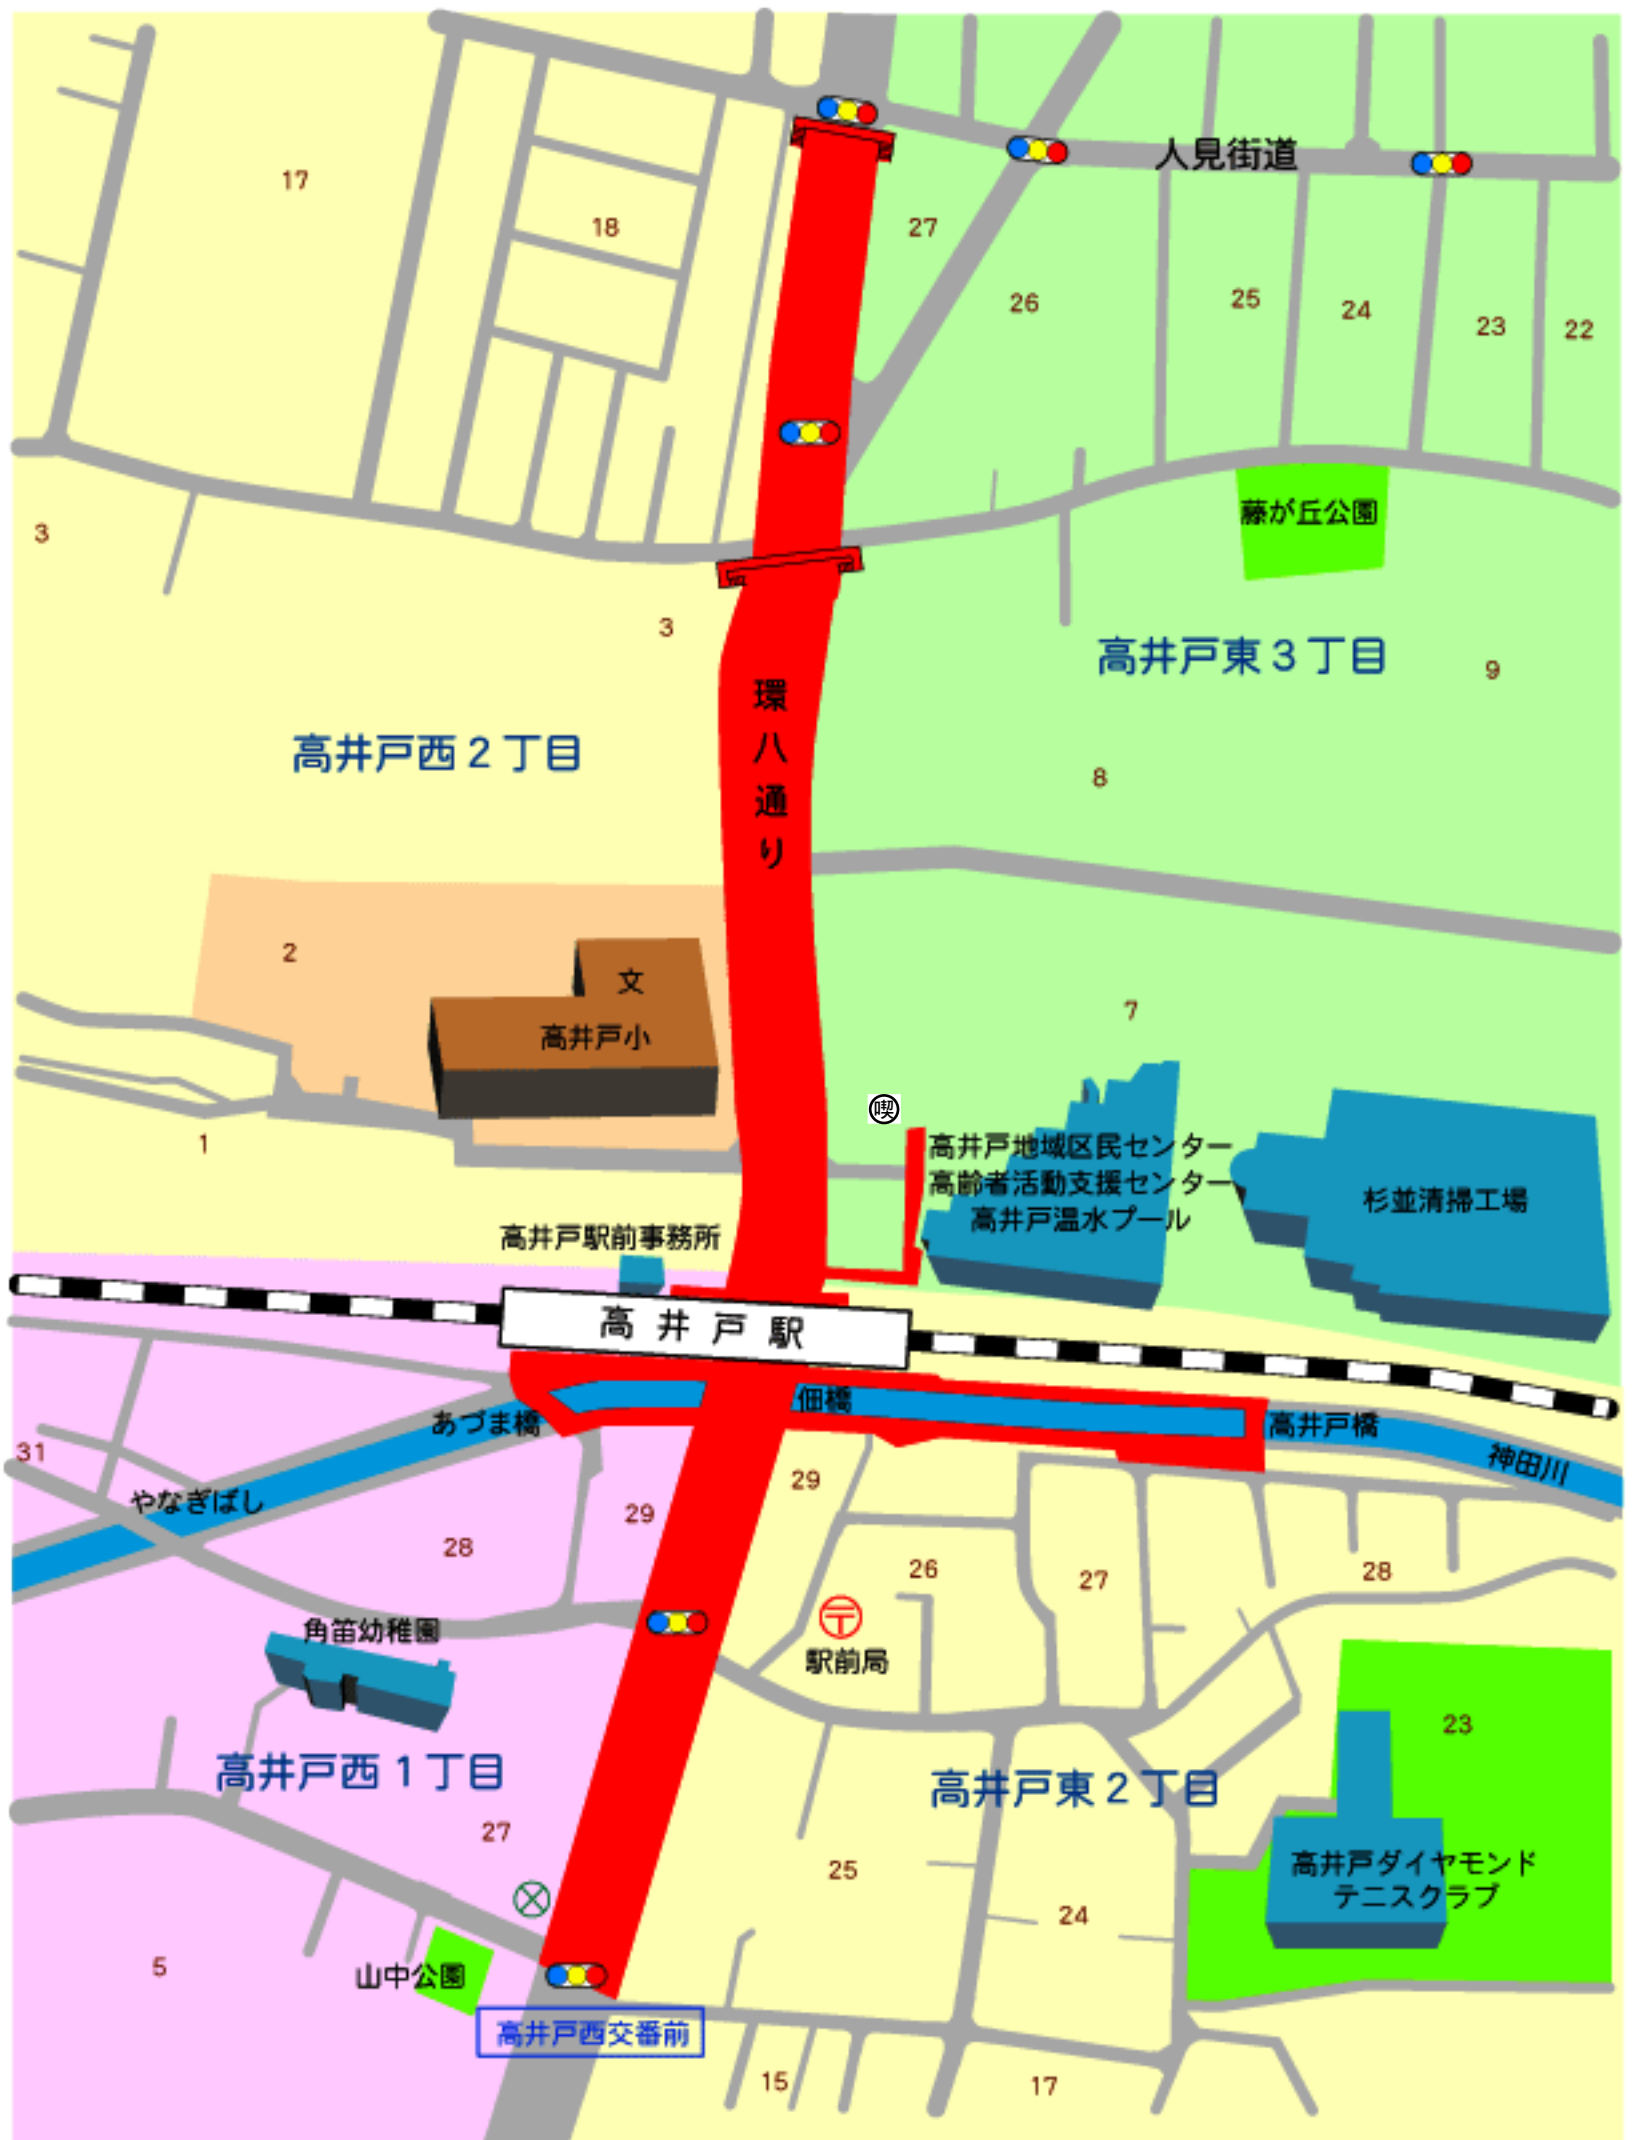 人見街道
17
18
27
26
25
24
23
22
3
藤が丘公園
3
高井戸東3丁目
9
環八通り
高井戸西2丁目
8
2
文
高井戸小
7
喫
1
高井戸地域区民センター
高齢者活動支援センター
高井戸温水プール
杉並清掃工場
高井戸駅前事務所
高井戸駅
佃橋
あづま橋
高井戸橋
31
神田川
やなぎばし
29
29
28
26
27
28
角笛幼稚園
〒
駅前局
23
高井戸西1丁目
高井戸東2丁目
27
25
高井戸ダイヤモンド
テニスクラブ
24
5
山中公園
高井戸西交番前
15
17